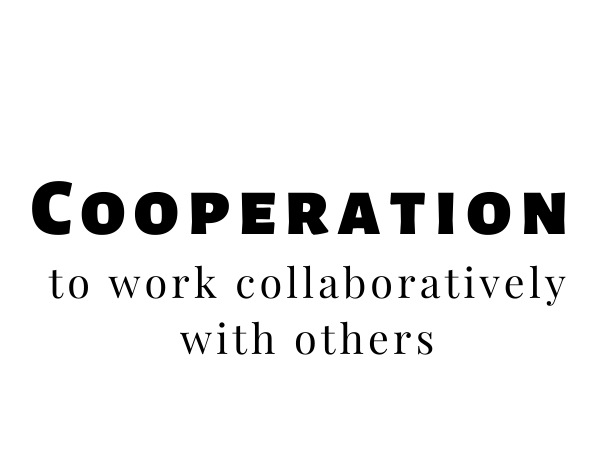 Cooperation
to work collaboratively
with others